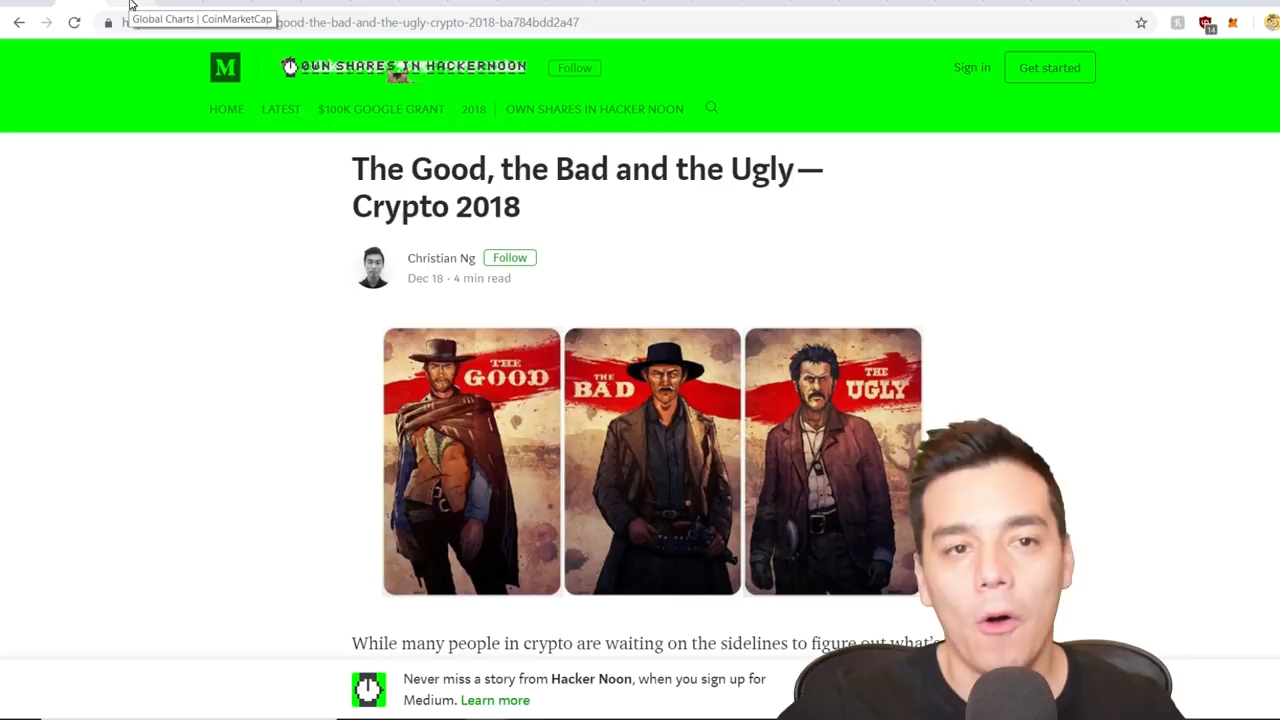 Global Charts | CoinMarketCap
good-the-bad-and-the-ugly-crypto-2018-ba784bdd2a47
14
M
OWN SHARES IN HACKERNOON
Follow
Sign in
Get started
HOME
LATEST
$100K GOOGLE GRANT
2018
OWN SHARES IN HACKER NOON
The Good, the Bad and the Ugly—
Crypto 2018
Christian Ng
Follow
Dec 18 · 4 min read
THE GOOD
THE BAD
THE UGLY
While many people in crypto are waiting on the sidelines to figure out what's
Never miss a story from Hacker Noon, when you sign up for
Medium. Learn more